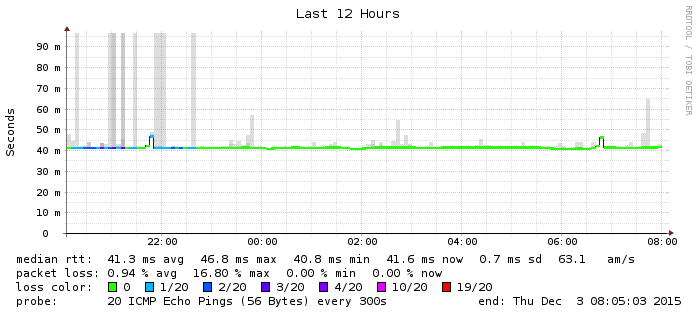 Last 12 Hours
RRDTOOL / TOBI OETIKER
Seconds
90 m
80 m
70 m
60 m
50 m
40 m
30 m
20 m
10 m
0
22:00 00:00 02:00 04:00 06:00 08:00
median rtt: 41.3 ms avg 46.8 ms max 40.8 ms min 41.6 ms now 0.7 ms sd 63.1 am/s
packet loss: 0.94 % avg 16.80 % max 0.00 % min 0.00 % now
loss color: 0 1/20 2/20 3/20 4/20 10/20 19/20
probe: 20 ICMP Echo Pings (56 Bytes) every 300s end: Thu Dec 3 08:05:03 2015